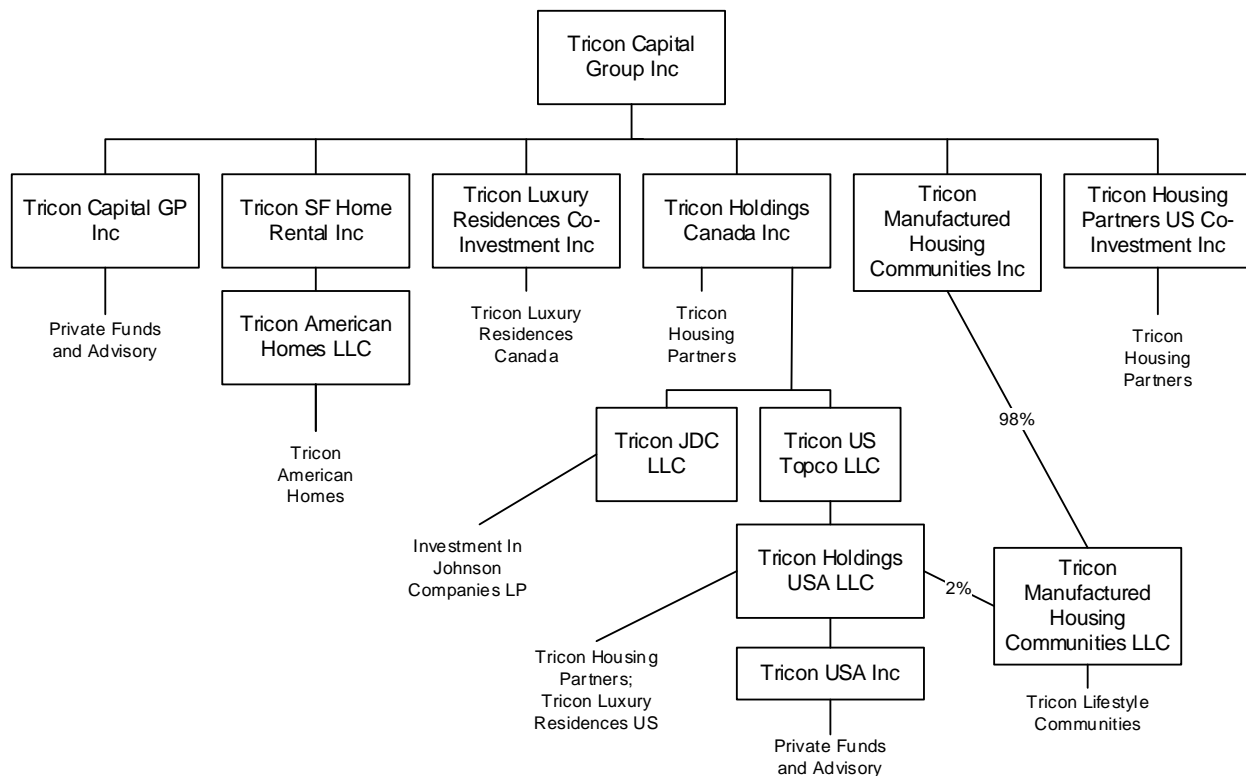 Tricon Capital
Group Inc
Tricon Capital GP
Inc
Tricon SF Home
Rental Inc
Tricon Luxury
Residences Co-
Investment Inc
Tricon Holdings
Canada Inc
Tricon
Manufactured
Housing
Communities Inc
Tricon Housing
Partners US Co-
Investment Inc
Private Funds
and Advisory
Tricon American
Homes LLC
Tricon Luxury
Residences
Canada
Tricon
Housing
Partners
Tricon
Housing
Partners
98%
Tricon
American
Homes
Tricon JDC
LLC
Tricon US
Topco LLC
Investment In
Johnson
Companies LP
Tricon Holdings
USA LLC
2%
Tricon
Manufactured
Housing
Communities LLC
Tricon Housing
Partners;
Tricon Luxury
Residences US
Tricon USA Inc
Tricon Lifestyle
Communities
Private Funds
and Advisory